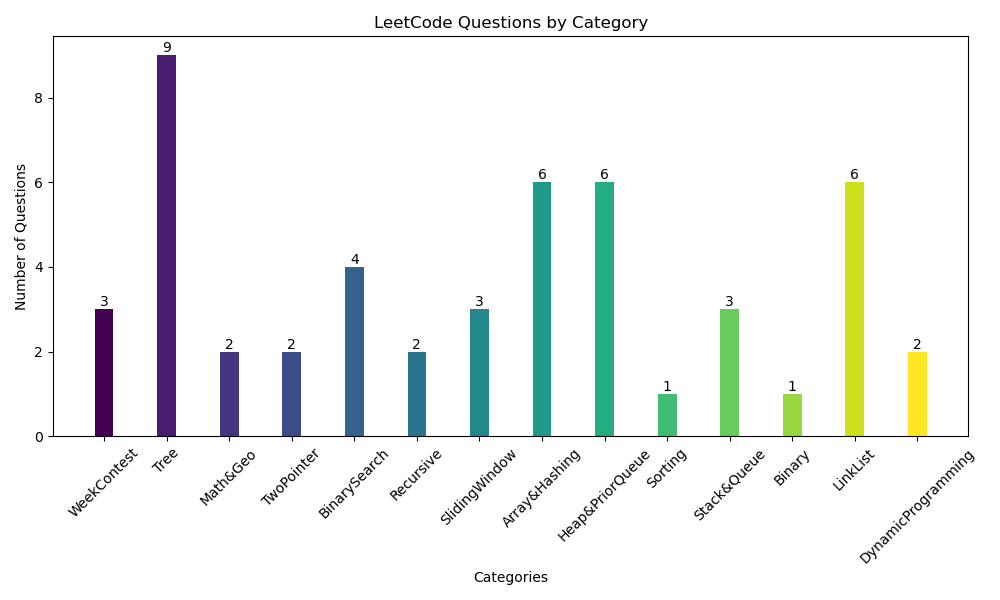 LeetCode Questions by Category
Number of Questions
8
6
4
2
0
3
9
2
2
4
2
3
6
6
1
3
1
6
2
WeekContest
Tree
Math&Geo
TwoPointer
BinarySearch
Recursive
SlidingWindow
Array&Hashing
Heap&PriorQueue
Sorting
Stack&Queue
Binary
LinkList
DynamicProgramming
Categories